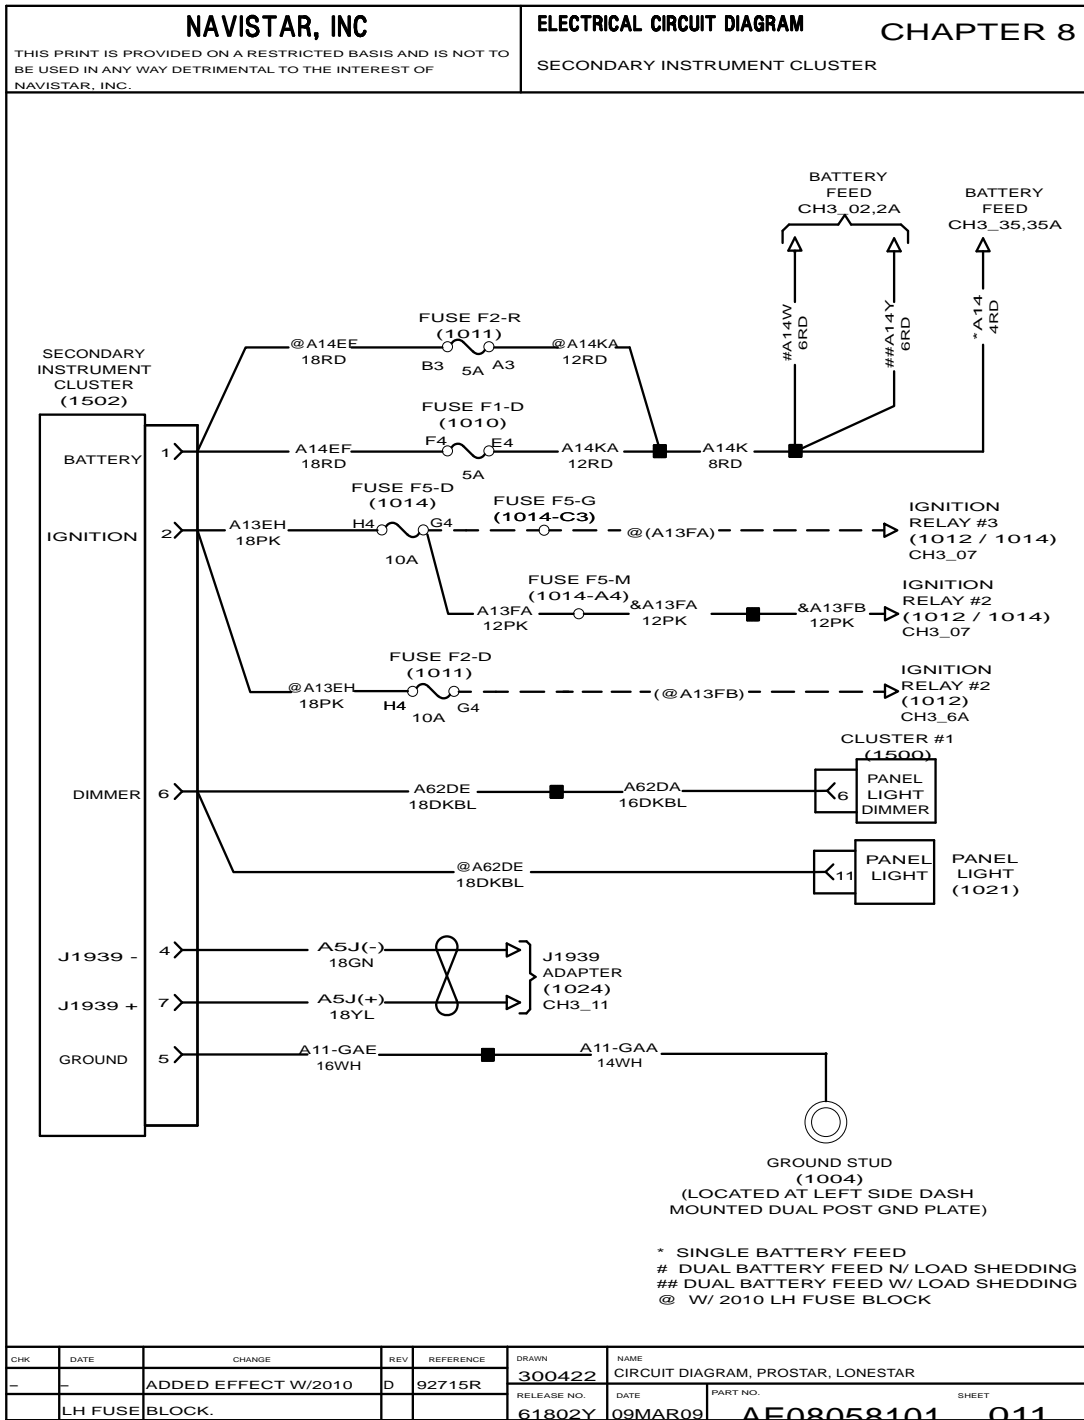 NAVISTAR, INC
THIS PRINT IS PROVIDED ON A RESTRICTED BASIS AND IS NOT TO
BE USED IN ANY WAY DETRIMENTAL TO THE INTEREST OF
NAVISTAR, INC.
ELECTRICAL CIRCUIT DIAGRAM
CHAPTER 8
SECONDARY INSTRUMENT CLUSTER
BATTERY
FEED
CH3_02,2A
BATTERY
FEED
CH3_35,35A
#A14W
6RD
##A14Y
6RD
*A14
4RD
SECONDARY
INSTRUMENT
CLUSTER
(1502)
@A14EF
18RD
FUSE F2-R
(1011)
B3
5A
A3
@A14KA
12RD
BATTERY
1
A14EF
18RD
FUSE F1-D
(1010)
F4
E4
5A
A14KA
12RD
A14K
8RD
IGNITION
2
A13EH
18PK
FUSE F5-D
(1014)
H4
G4
10A
FUSE F5-G
(1014-C3)
@(A13FA)
IGNITION
RELAY #3
(1012 / 1014)
CH3_07
A13FA
12PK
FUSE F5-M
(1014-A4)
&A13FA
12PK
&A13FB
12PK
IGNITION
RELAY #2
(1012 / 1014)
CH3_07
@A13EH
18PK
FUSE F2-D
(1011)
H4
10A
G4
(@A13FB)
IGNITION
RELAY #2
(1012)
CH3_6A
DIMMER
6
A62DE
18DKBL
A62DA
16DKBL
CLUSTER #1
(1500)
6
PANEL
LIGHT
DIMMER
@A62DE
18DKBL
11
PANEL
LIGHT
PANEL
LIGHT
(1021)
J1939 -
4
A5J(-)
18GN
J1939 +
7
A5J(+)
18YL
J1939
ADAPTER
(1024)
CH3_11
GROUND
5
A11-GAE
16WH
A11-GAA
14WH
GROUND STUD
(1004)
(LOCATED AT LEFT SIDE DASH
MOUNTED DUAL POST GND PLATE)
* SINGLE BATTERY FEED
# DUAL BATTERY FEED N/ LOAD SHEDDING
## DUAL BATTERY FEED W/ LOAD SHEDDING
@ W/ 2010 LH FUSE BLOCK
CHK DATE CHANGE REV REFERENCE
- - ADDED EFFECT W/2010 D 92715R
LH FUSE BLOCK.
DRAWN
300422
NAME
CIRCUIT DIAGRAM, PROSTAR, LONESTAR
RELEASE NO.
61802Y
DATE
09MAR09
PART NO.
AE08058101
SHEET
011